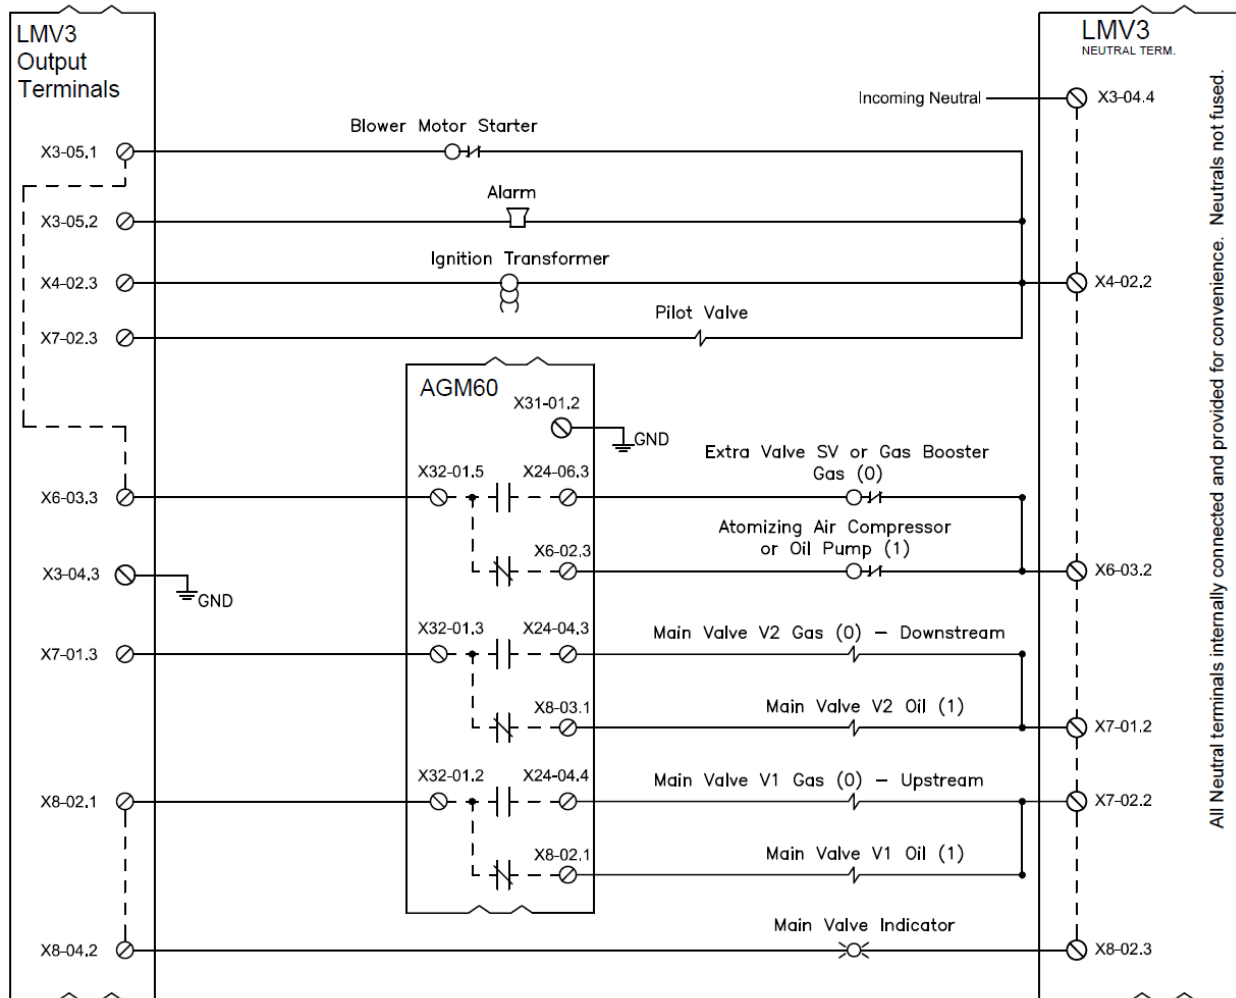 LMV3
Output
Terminals
LMV3
NEUTRAL TERM.
Incoming Neutral
X3-04.4
Blower Motor Starter
X3-05.1
Alarm
X3-05.2
Ignition Transformer
X4-02.3
X4-02.2
Pilot Valve
X7-02.3
AGM60
X31-01.2
GND
Extra Valve SV or Gas Booster
Gas (0)
X32-01.5
X24-06.3
X6-03.3
Atomizing Air Compressor
or Oil Pump (1)
X6-02.3
X6-03.2
X3-04.3
GND
X32-01.3
X24-04.3
Main Valve V2 Gas (0) – Downstream
X7-01.3
X8-03.1
Main Valve V2 Oil (1)
X7-01.2
X32-01.2
X24-04.4
Main Valve V1 Gas (0) – Upstream
X8-02.1
X7-02.2
X8-02.1
Main Valve V1 Oil (1)
Main Valve Indicator
X8-04.2
X8-02.3
All Neutral terminals internally connected and provided for convenience. Neutrals not fused.